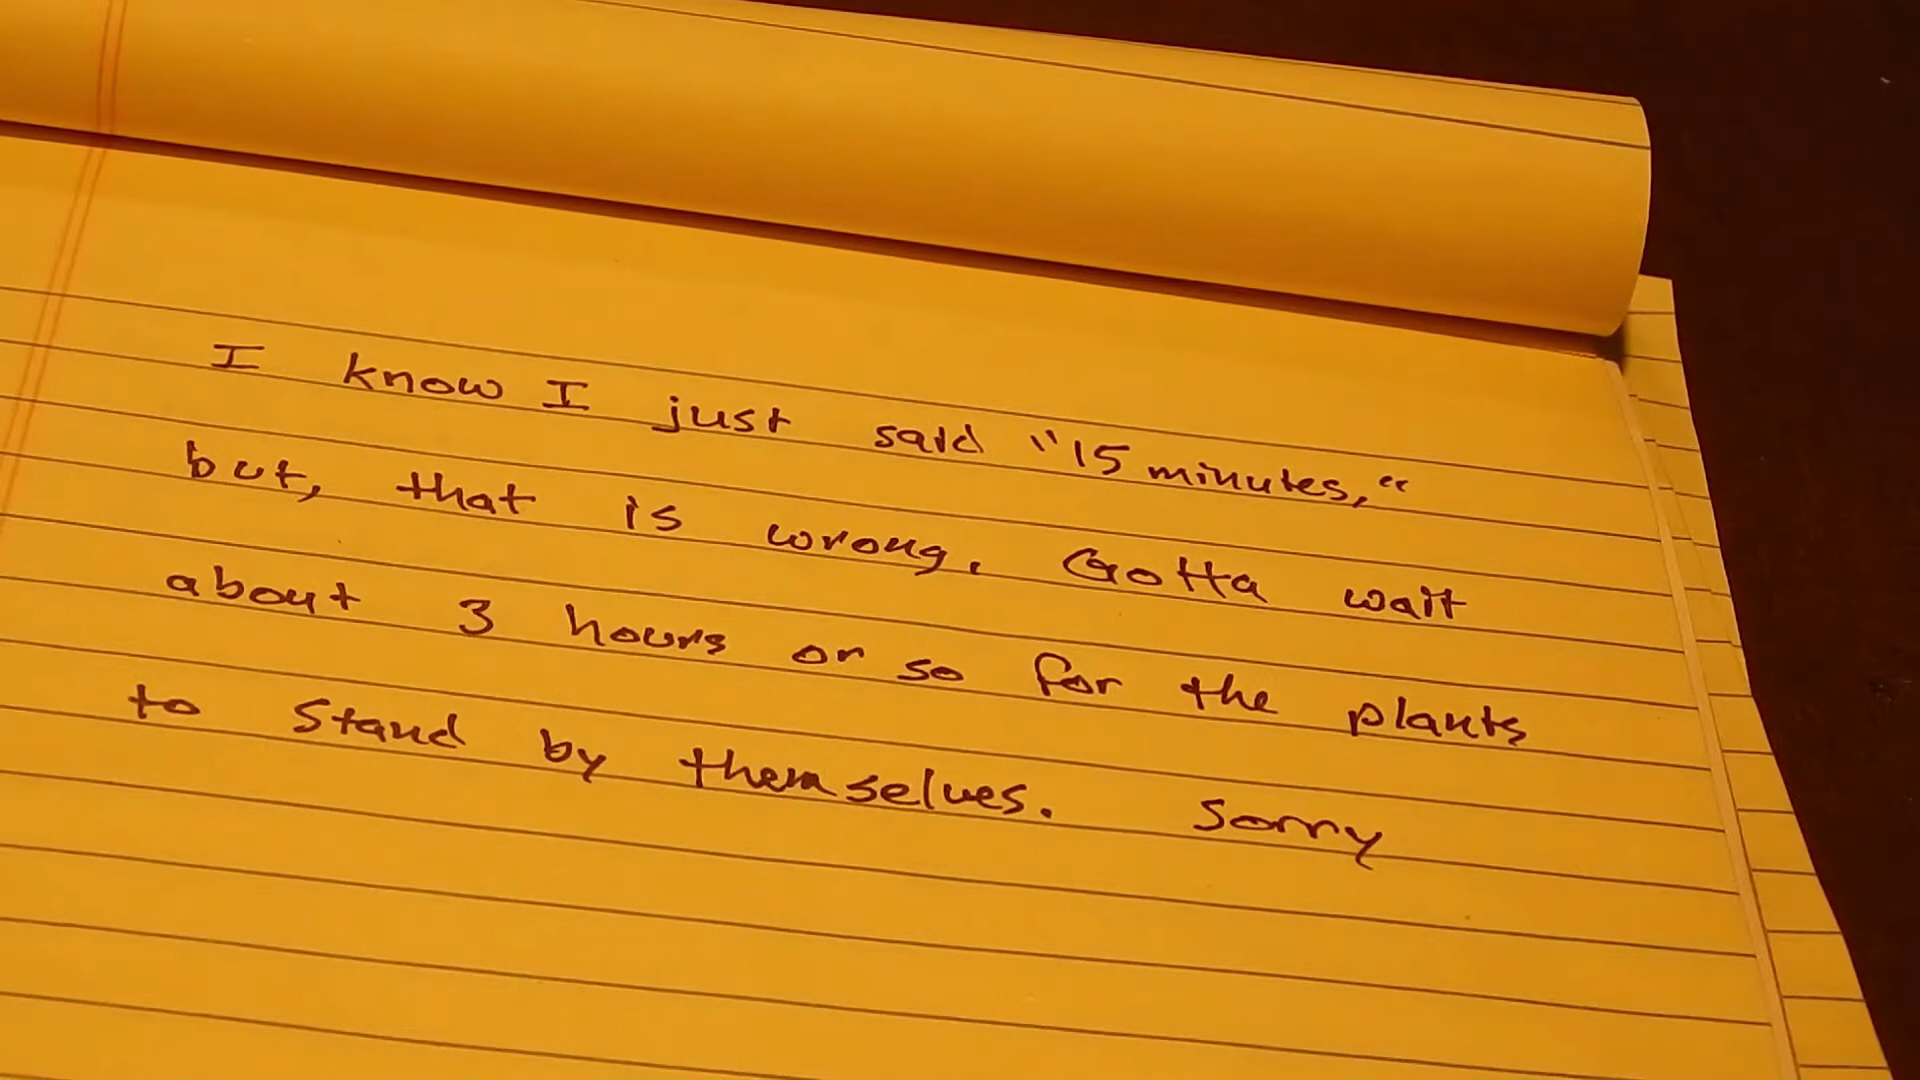 I know I just said "15 minutes,"
but, that is wrong. Gotta wait
about 3 hours or so for the plants
to stand by themselves. Sorry